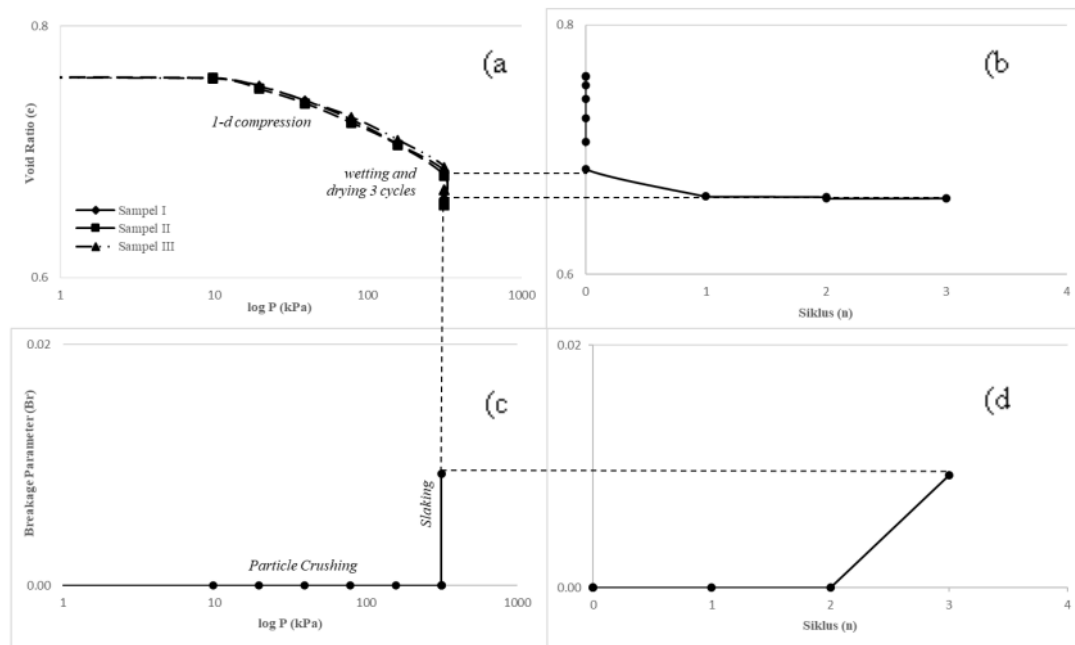 0.8
(a
1-d compression
Void Ratio (e)
wetting and
drying 3 cycles
Sampel I
Sampel II
Sampel III
0.6
1 10 100 1000
log P (kPa)
0.8
(b
0.6
0 1 2 3 4
Siklus (n)
0.02
(c
Breakage Parameter (Br)
Slaking
Particle Crushing
0.00
1 10 100 1000
log P (kPa)
0.02
(d
0.00
0 1 2 3 4
Siklus (n)